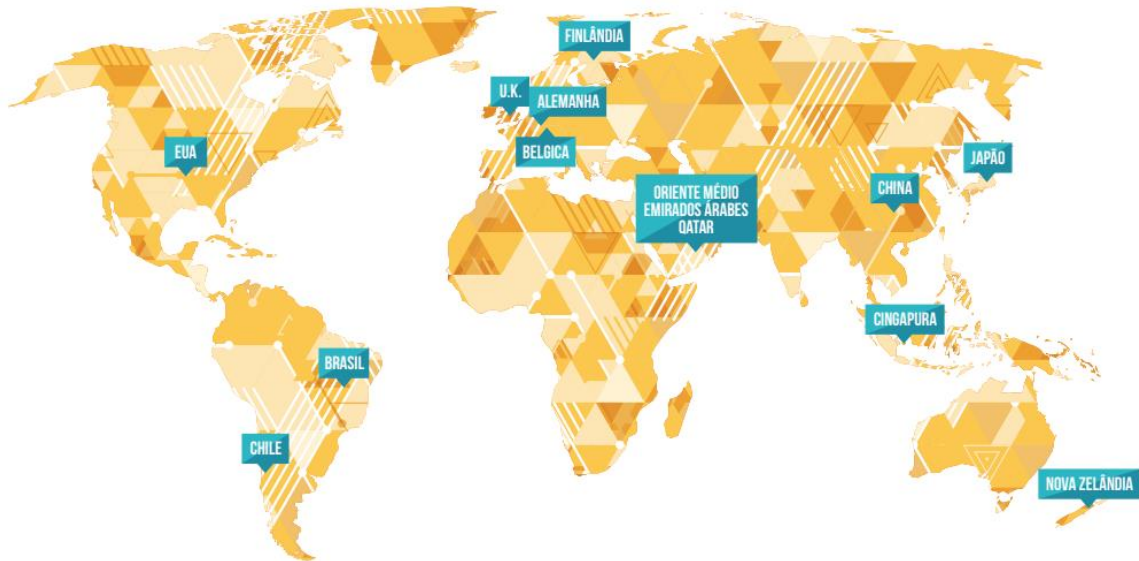 FINLÂNDIA
U.K.
ALEMANHA
EUA
BELGICA
JAPÃO
ORIENTE MÉDIO
EMIRADOS ÁRABES
QATAR
CHINA
CINGAPURA
BRASIL
CHILE
NOVA ZELÂNDIA